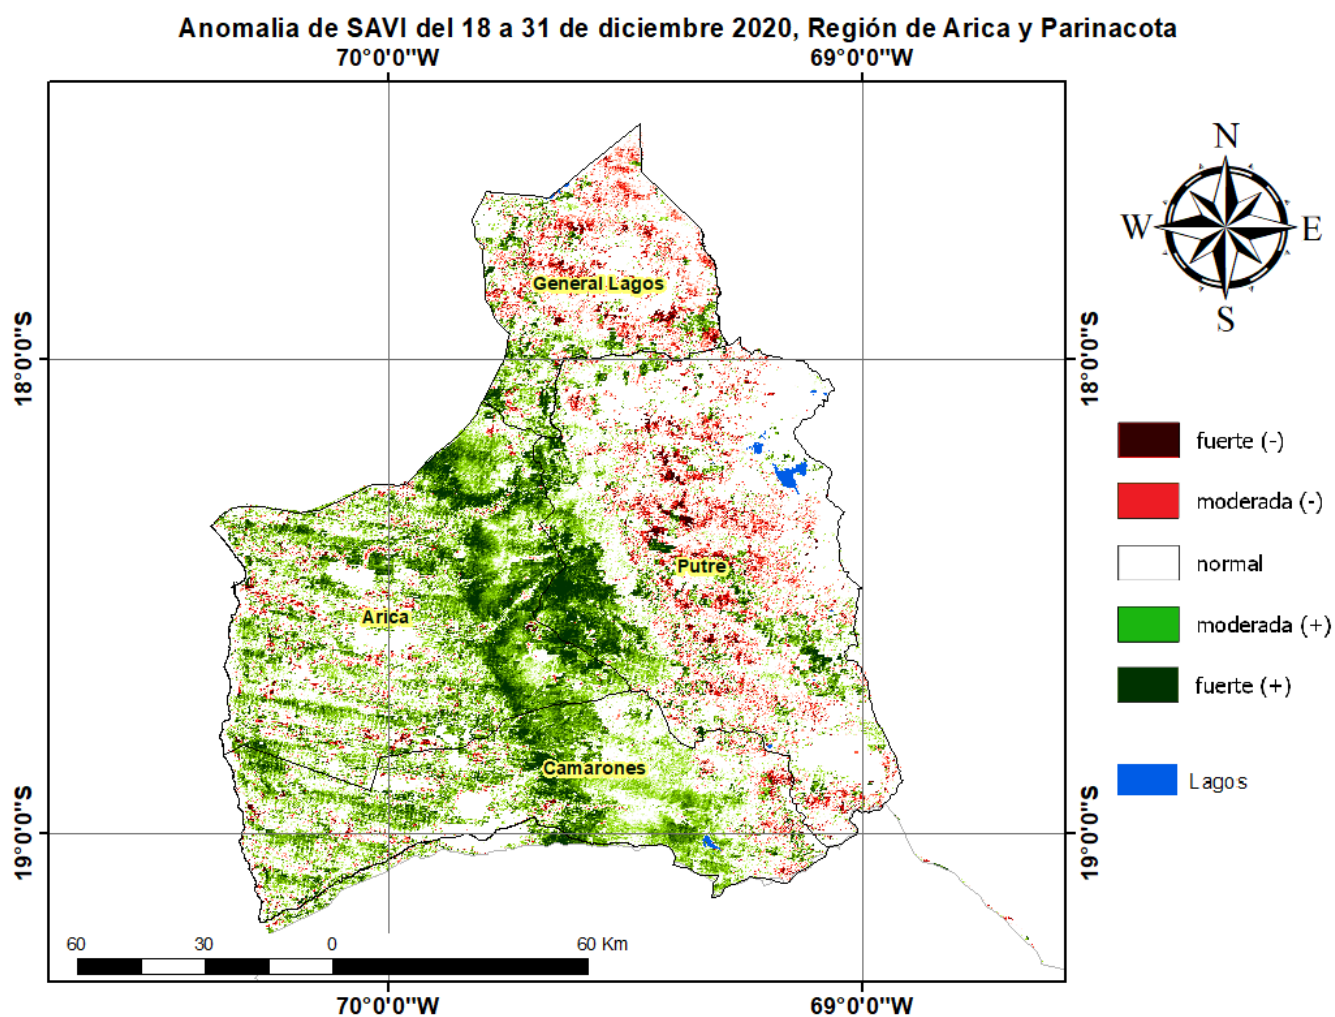 Anomalia de SAVI del 18 a 31 de diciembre 2020, Región de Arica y Parinacota
70°0'0"W
69°0'0"W
N
W
E
S
General Lagos
18°0'0"S
18°0'0"S
fuerte (-)
moderada (-)
normal
moderada (+)
fuerte (+)
Lagos
Putre
Arica
Camarones
19°0'0"S
19°0'0"S
60
30
0
60 Km
70°0'0"W
69°0'0"W